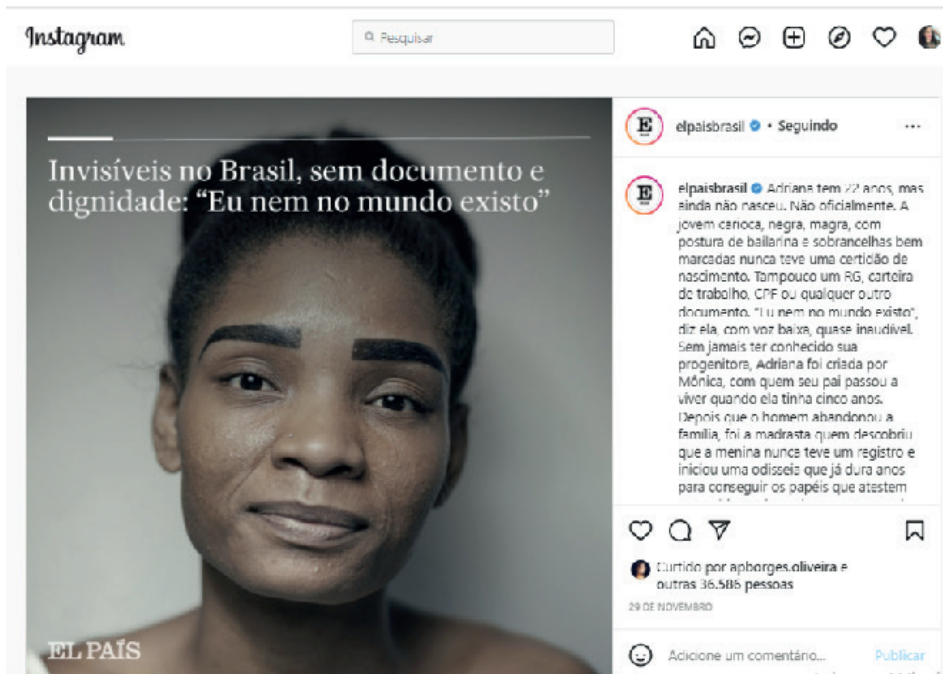 Instagram
Pesquisar
Invisíveis no Brasil, sem documento e
dignidade: “Eu nem no mundo existo”
EL PAÍS
E
elpaisbrasil • Seguindo
E
elpaisbrasil Adriana tem 22 anos, mas
ainda não nasceu. Não oficialmente. A
jovem carioca, negra, magra, com
postura de bailarina e sobrancelhas bem
marcadas nunca teve uma certidão de
nascimento. Tampouco um RG, carteira
de trabalho, CPF ou qualquer outro
documento. "Eu nem no mundo existo",
diz ela, com voz baixa, quase inaudível.
Sem jamais ter conhecido sua
progenitora, Adriana foi criada por
Mônica, com quem seu pai passou a
viver quando ela tinha cinco anos.
Depois que o homem abandonou a
família, foi a madrasta quem descobriu
que a menina nunca teve um registro e
iniciou uma odisseia que já dura anos
para conseguir os papéis que atestem
Curtido por apborges.oliveira e
outras 36.586 pessoas
29 DE NOVEMBRO
Adicione um comentário...
Publicar